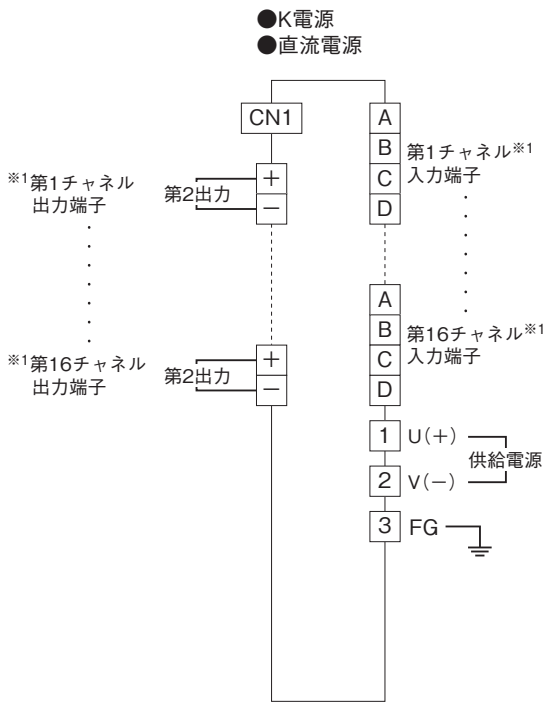 ●K電源
●直流電源
CN1
A
B
C
D
第1チャネル※1
入力端子
※1第1チャネル
出力端子
第2出力
+
−
A
B
C
D
第16チャネル※1
入力端子
※1第16チャネル
出力端子
第2出力
+
−
1 U(+)
2 V(−)
供給電源
3 FG